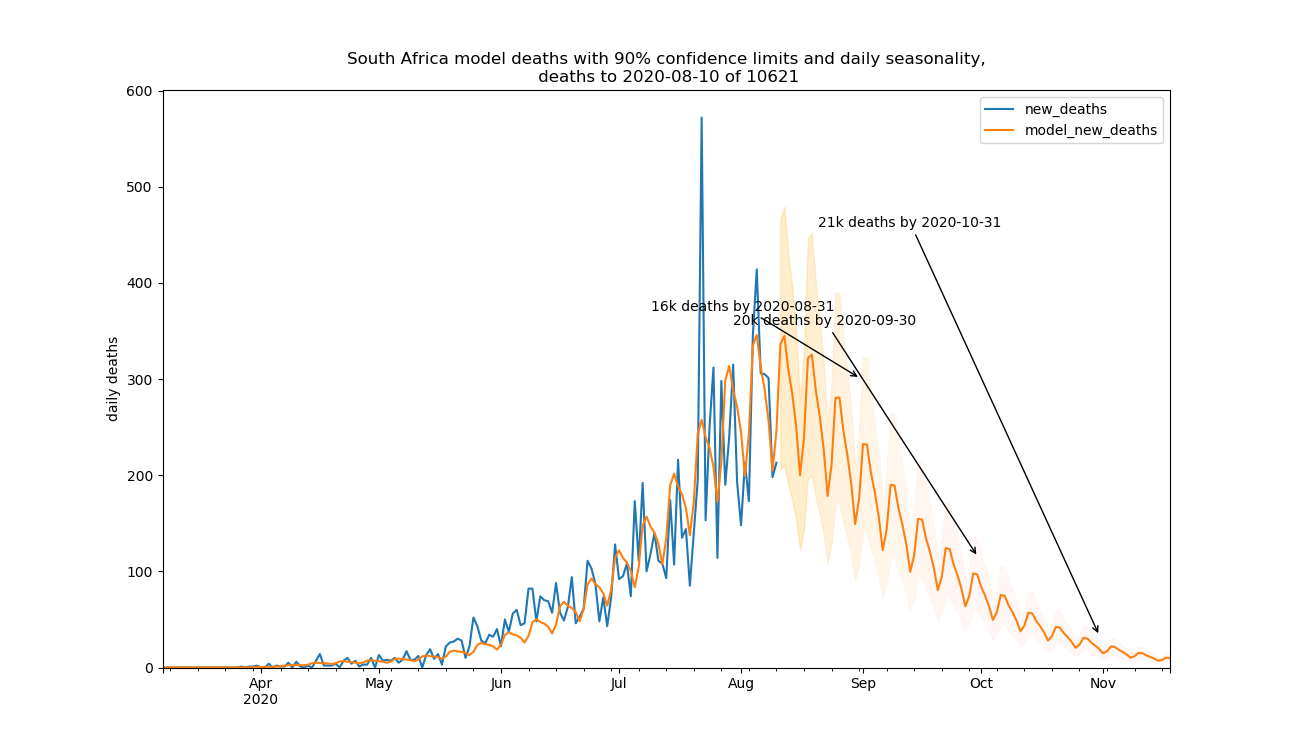 South Africa model deaths with 90% confidence limits and daily seasonality,
deaths to 2020-08-10 of 10621
600
new_deaths
model_new_deaths
500
21k deaths by 2020-10-31
400
16k deaths by 2020-08-31
20k deaths by 2020-09-30
daily deaths
300
200
100
0
Apr May Jun Jul Aug Sep Oct Nov
2020